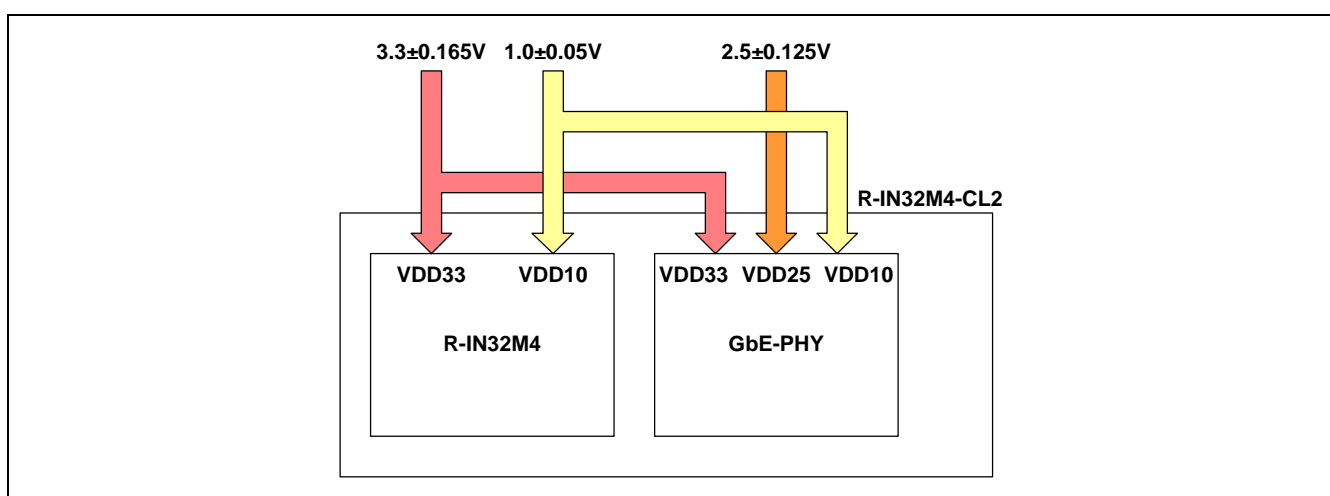 3.3±0.165V 1.0±0.05V 2.5±0.125V
R-IN32M4-CL2
VDD33 VDD10 VDD33 VDD25 VDD10
R-IN32M4 GbE-PHY